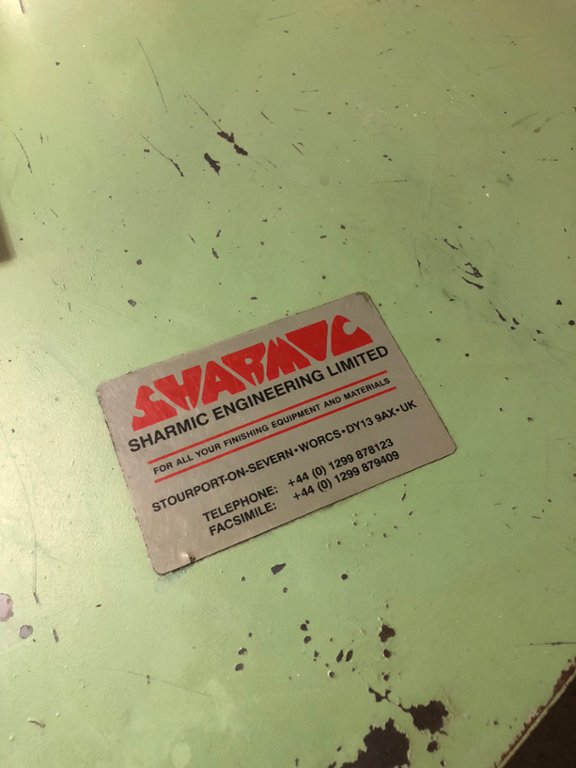 SHARMIC
SHARMIC ENGINEERING LIMITED
FOR ALL YOUR FINISHING EQUIPMENT AND MATERIALS
STOURPORT-ON-SEVERN•WORCS•DY13 9AX•UK
TELEPHONE: +44 (0) 1299 878123
FACSIMILE: +44 (0) 1299 879409